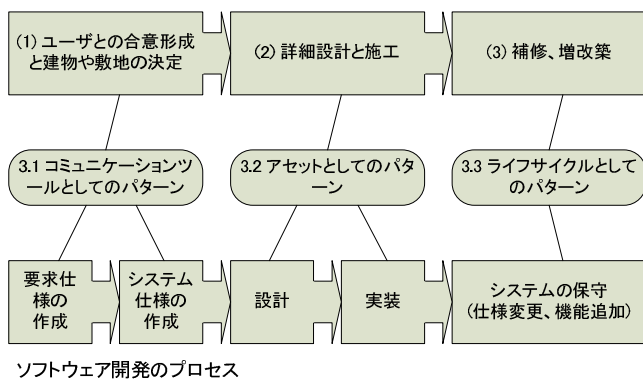 (1) ユーザとの合意形成
と建物や敷地の決定
(2) 詳細設計と施工
(3) 補修、増改築
3.1 コミュニケーションツ
ールとしてのパターン
3.2 アセットとしてのパタ
ーン
3.3 ライフサイクルとして
のパターン
要求仕
様の
作成
システム
仕様の
作成
設計
実装
システムの保守
(仕様変更、機能追加)
ソフトウェア開発のプロセス